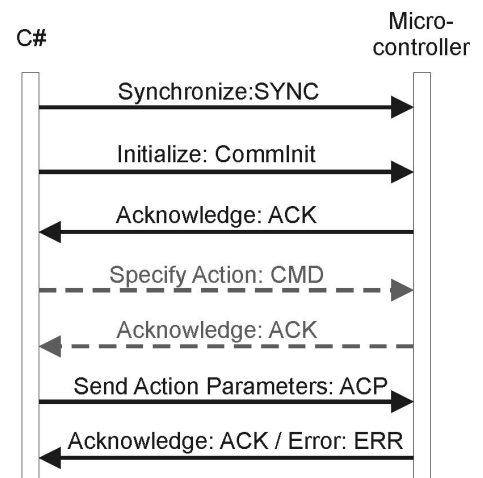 C#
Micro-
controller
Synchronize:SYNC
Initialize: CommInit
Acknowledge: ACK
Specify Action: CMD
Acknowledge: ACK
Send Action Parameters: ACP
Acknowledge: ACK / Error: ERR